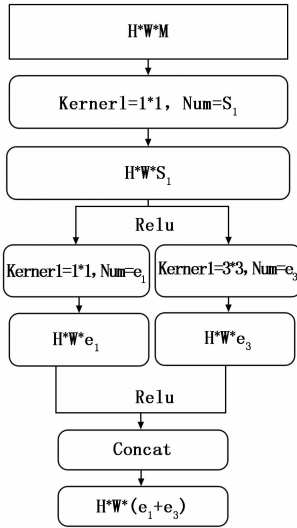 H*W*M
Kernerl=1*1, Num=S₁
H*W*S₁
Relu
Kernerl=1*1, Num=e₁
Kernerl=3*3, Num=e₃
H*W*e₁
H*W*e₃
Relu
Concat
H*W*(e₁+e₃)